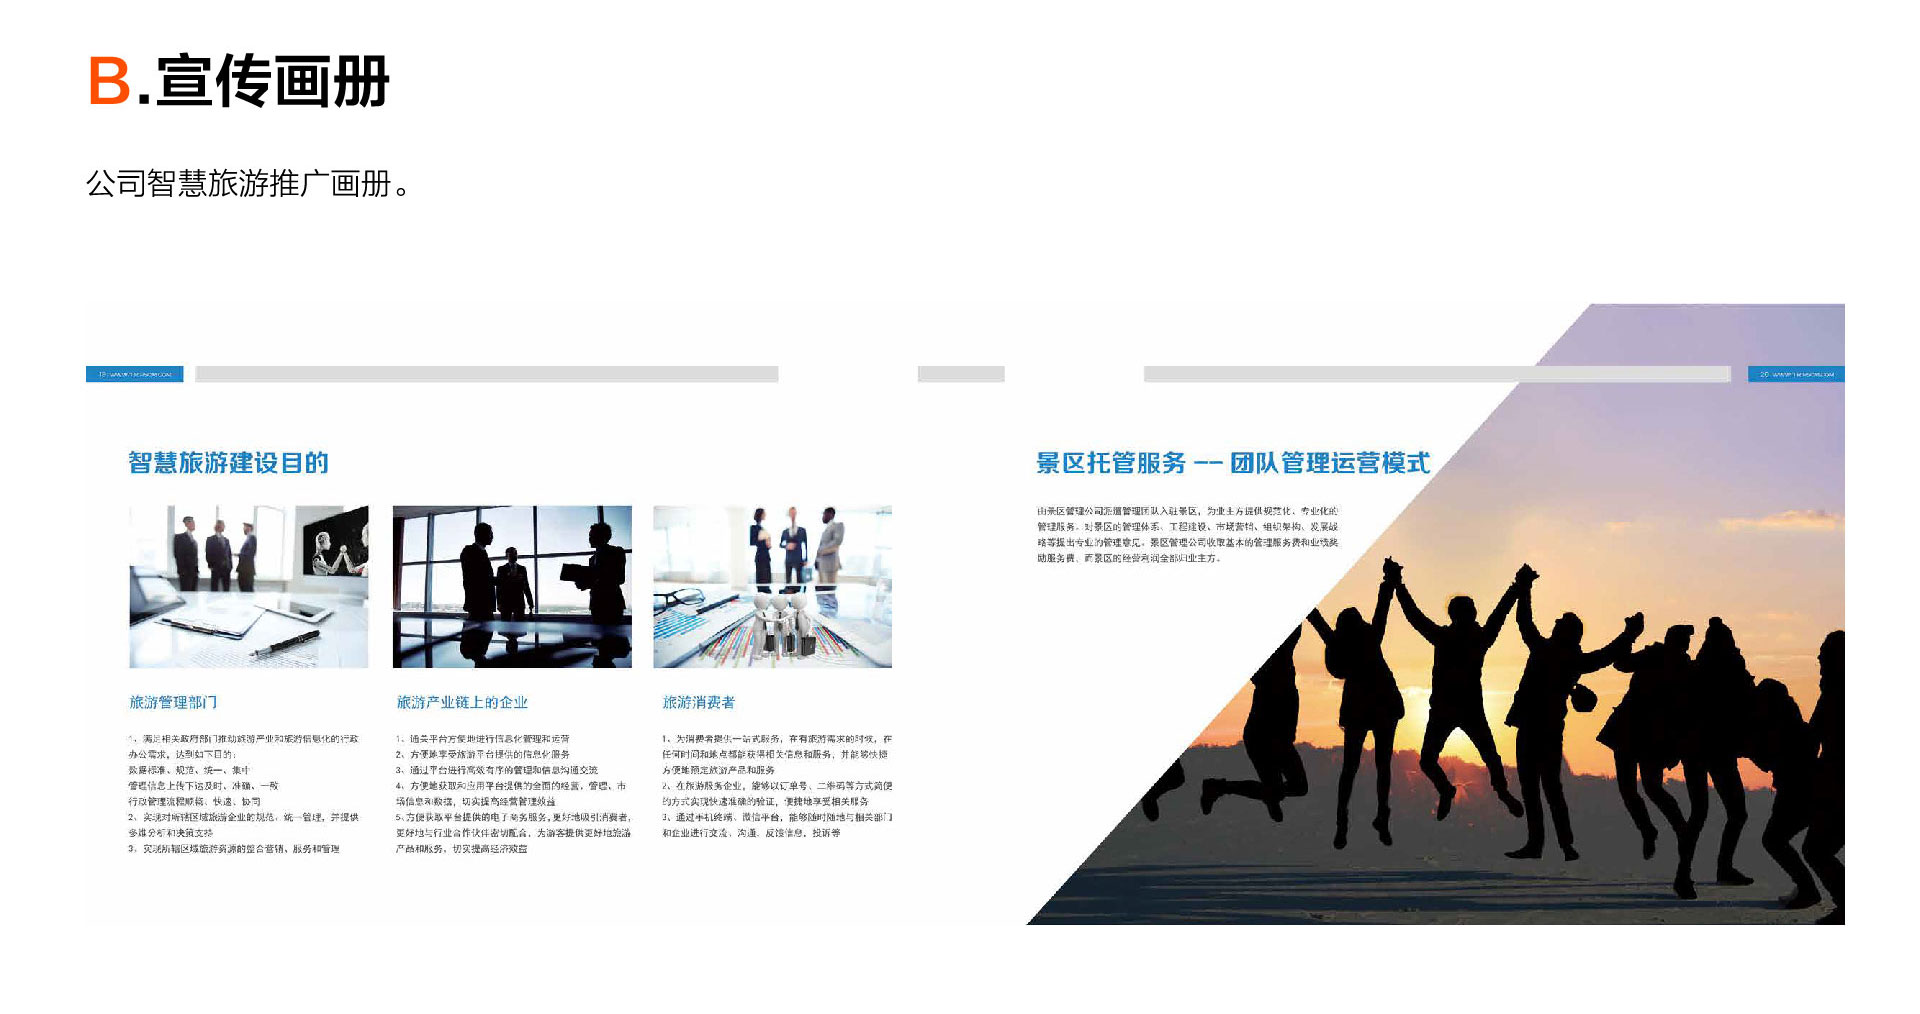 B.宣传画册
公司智慧旅游推广画册。
智慧旅游建设目的
旅游管理部门
1、满足相关政府部门推动旅游产业和旅游信息化的行政
办公需求，达到如下目的：
数据标准、规范、统一、集中
管理信息上传下达及时、准确、一致
行政管理流程顺畅、快速、协同
2、实现对所辖区域旅游企业的规范、统一管理，并提供
多维分析和决策支持
3、实现所辖区域旅游资源的整合营销、服务和管理
旅游产业链上的企业
1、通关平台方便地进行信息化管理和运营
2、方便地享受旅游平台提供的信息化服务
3、通过平台进行高效有序的管理和信息沟通交流
4、方便地获取和应用平台提供的全面的经营、管理、市
场信息和数据，切实提高经营管理效益
5、方便获取平台提供的电子商务服务，更好地吸引消费者，
更好地与行业合作伙伴密切配合，为游客提供更好地旅游
产品和服务，切实提高经济效益
旅游消费者
1、为消费者提供一站式服务，在有旅游需求的时候，在
任何时间和地点都能获得相关信息和服务，并能够快捷
方便地预定旅游产品和服务
2、在旅游服务企业，能够以订单号、二维码等方式简便
的方式实现快速准确的验证，便捷地享受相关服务
3、通过手机终端、微信平台，能够随时随地与相关部门
和企业进行交流、沟通、反馈信息，投诉等
景区托管服务 -- 团队管理运营模式
由景区管理公司派遣管理团队入驻景区，为业主方提供规范化、专业化的
管理服务。对景区的管理体系、工程建设、市场营销、组织架构、发展战
略等提出专业的管理意见。景区管理公司收取基本的管理服务费和业绩奖
励服务费，而景区的经营利润全部归业主方。